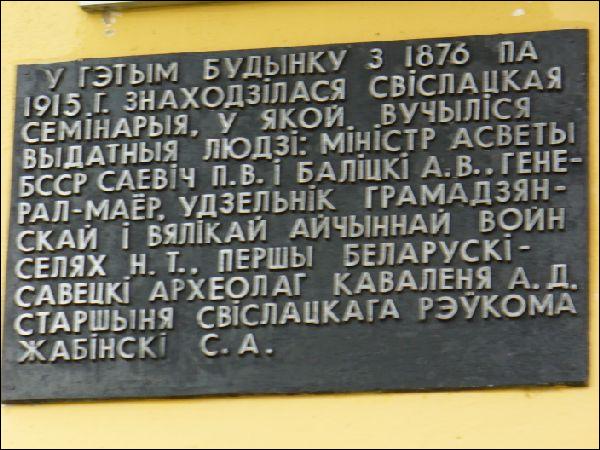 У ГЭТЫМ БУДЫНКУ З 1876 ПА
1915 Г. ЗНАХОДЗІЛАСЯ СВІСЛАЦКАЯ
СЕМІНАРЫЯ, У ЯКОЙ ВУЧЫЛІСЯ
ВЫДАТНЫЯ ЛЮДЗІ: МІНІСТР АСВЕТЫ
БССР САЕВІЧ П.В. І БАЛІЦКІ А.В., ГЕНЕ-
РАЛ-МАЁР, УДЗЕЛЬНІК ГРАМАДЗЯН-
СКАЙ І ВЯЛІКАЙ АЙЧЫННАЙ ВОЙН
СЕЛЯХ Н.Т., ПЕРШЫ БЕЛАРУСКІ-
САВЕЦКІ АРХЕОЛАГ КАВАЛЕНЯ А.Д.
СТАРШЫНЯ СВІСЛАЦКАГА РЭЎКОМА
ЖАБІНСКІ С.А.